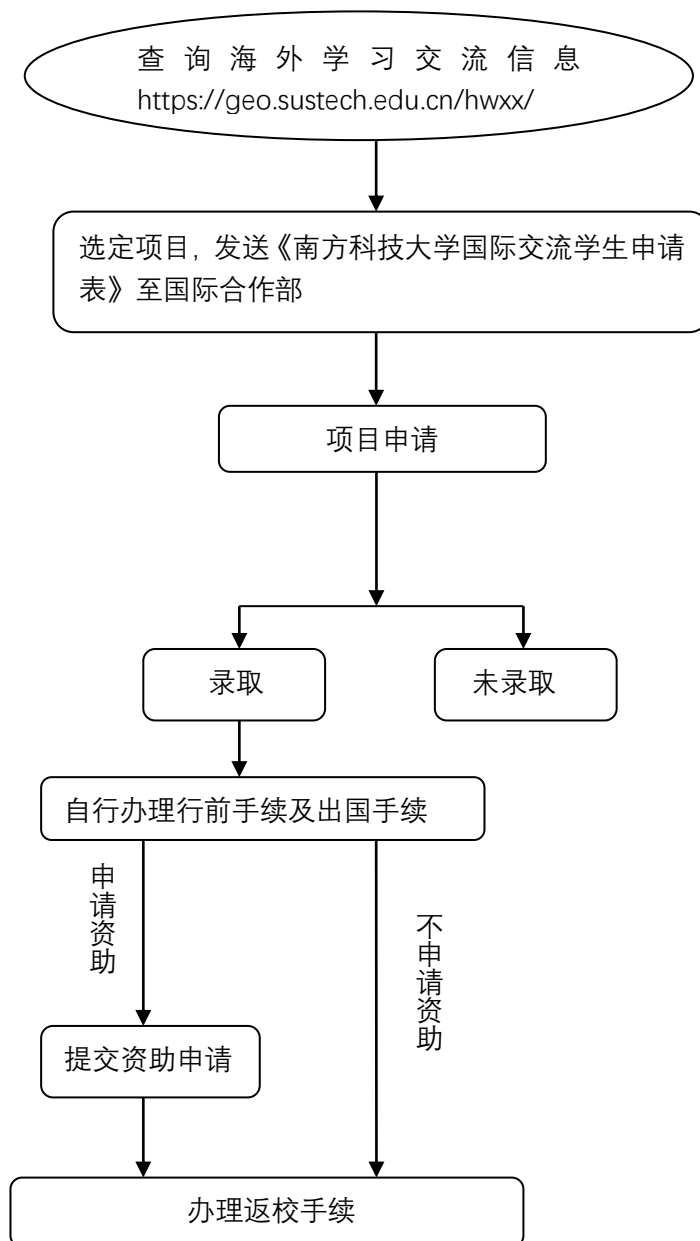 查询海外学习交流信息
https://geo.sustech.edu.cn/hwxx/
选定项目，发送《南方科技大学国际交流学生申请
表》至国际合作部
项目申请
录取
未录取
自行办理行前手续及出国手续
申请资助
不申请资助
提交资助申请
办理返校手续